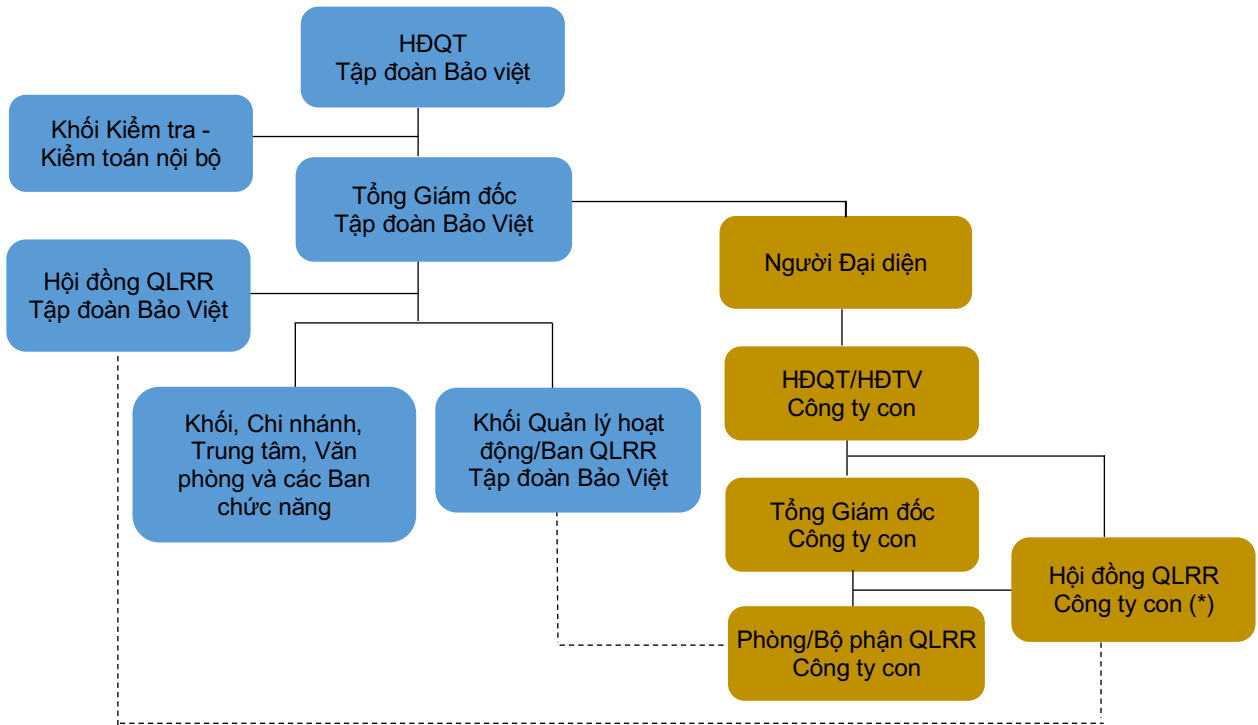 HĐQT
Tập đoàn Bảo việt
Khối Kiểm tra -
Kiểm toán nội bộ
Tổng Giám đốc
Tập đoàn Bảo Việt
Người Đại diện
Hội đồng QLRR
Tập đoàn Bảo Việt
HĐQT/HĐTV
Công ty con
Khối, Chi nhánh,
Trung tâm, Văn
phòng và các Ban
chức năng
Khối Quản lý hoạt
động/Ban QLRR
Tập đoàn Bảo Việt
Tổng Giám đốc
Công ty con
Hội đồng QLRR
Công ty con (*)
Phòng/Bộ phận QLRR
Công ty con